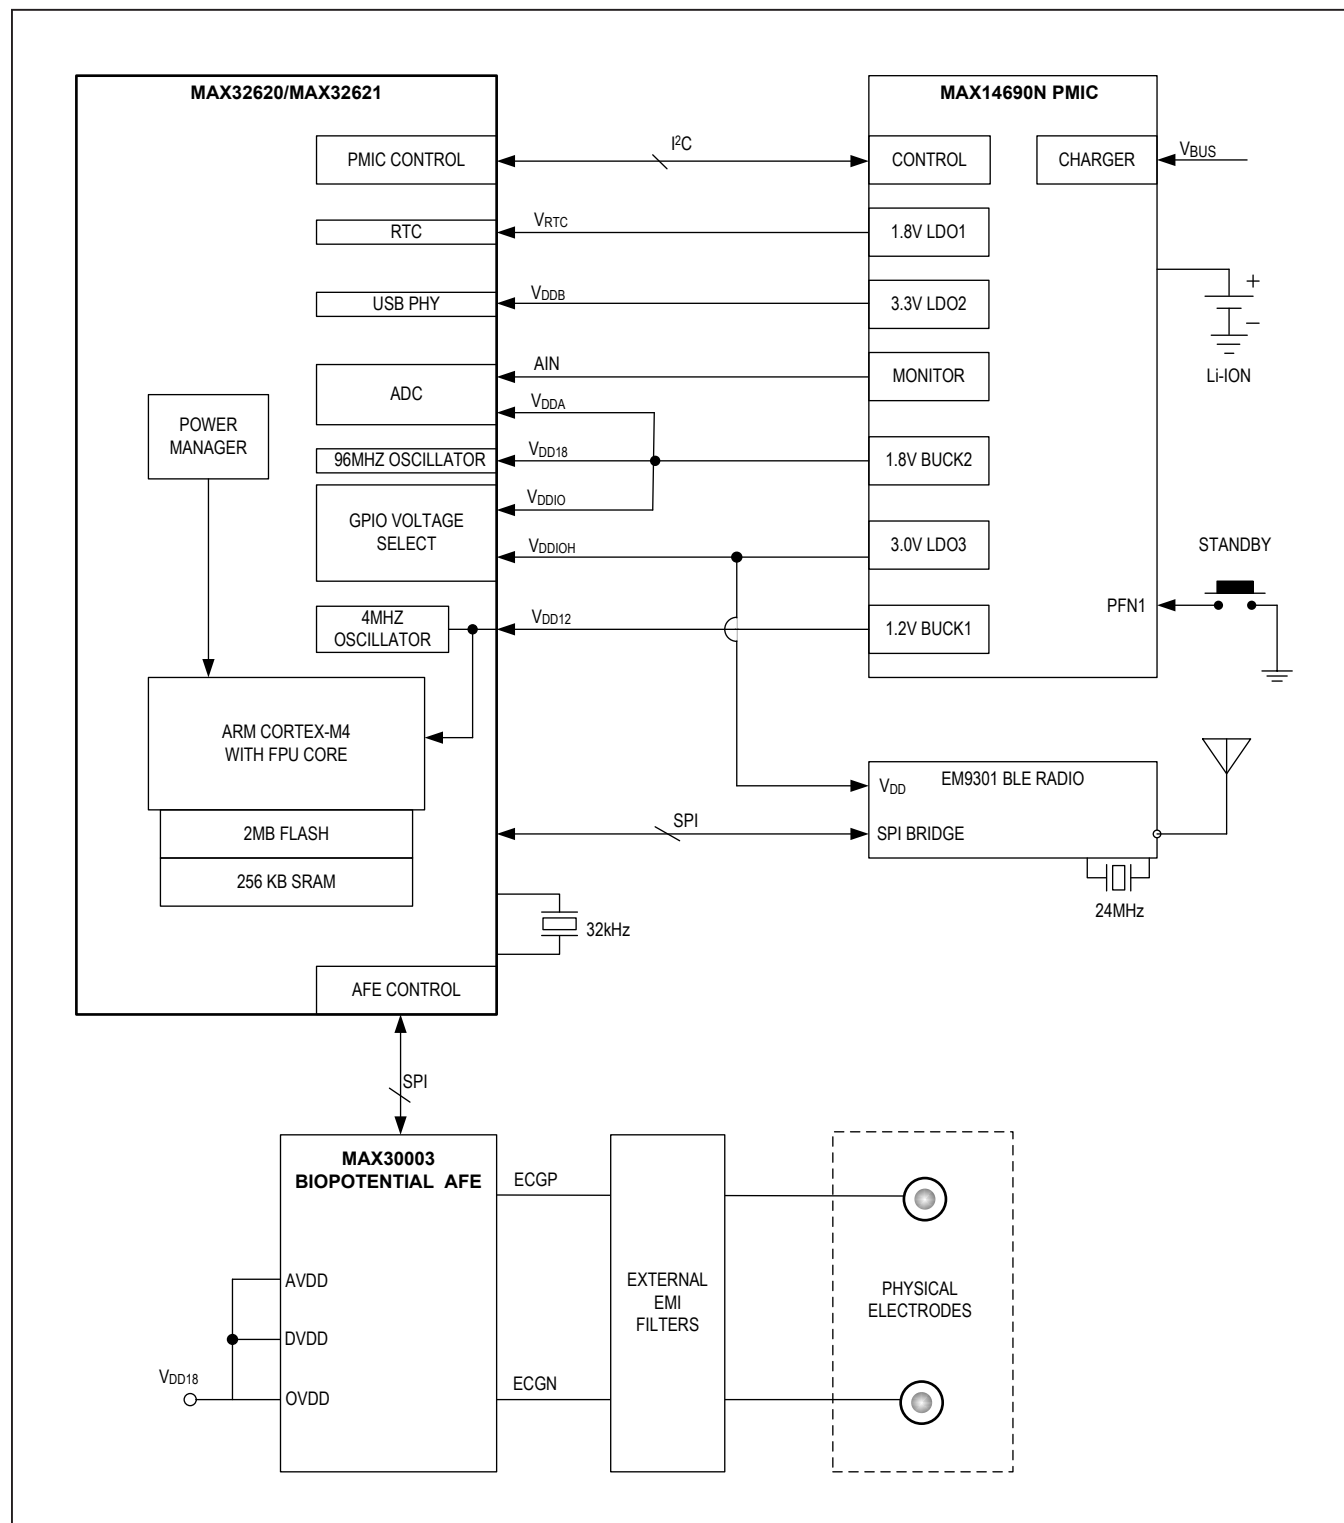 MAX32620/MAX32621
MAX14690N PMIC
PMIC CONTROL
I²C
CONTROL
CHARGER
VBUS
RTC
VRTC
1.8V LDO1
USB PHY
VDDB
3.3V LDO2
+
−
Li-ION
ADC
AIN
MONITOR
VDDA
POWER
MANAGER
96MHZ OSCILLATOR
VDD18
1.8V BUCK2
VDDIO
GPIO VOLTAGE
SELECT
VDDIOH
3.0V LDO3
STANDBY
PFN1
4MHZ
OSCILLATOR
VDD12
1.2V BUCK1
ARM CORTEX-M4
WITH FPU CORE
VDD
EM9301 BLE RADIO
2MB FLASH
SPI
SPI BRIDGE
256 KB SRAM
24MHz
32kHz
AFE CONTROL
SPI
MAX30003
BIOPOTENTIAL AFE
ECGP
AVDD
EXTERNAL
EMI
FILTERS
PHYSICAL
ELECTRODES
DVDD
VDD18
OVDD
ECGN